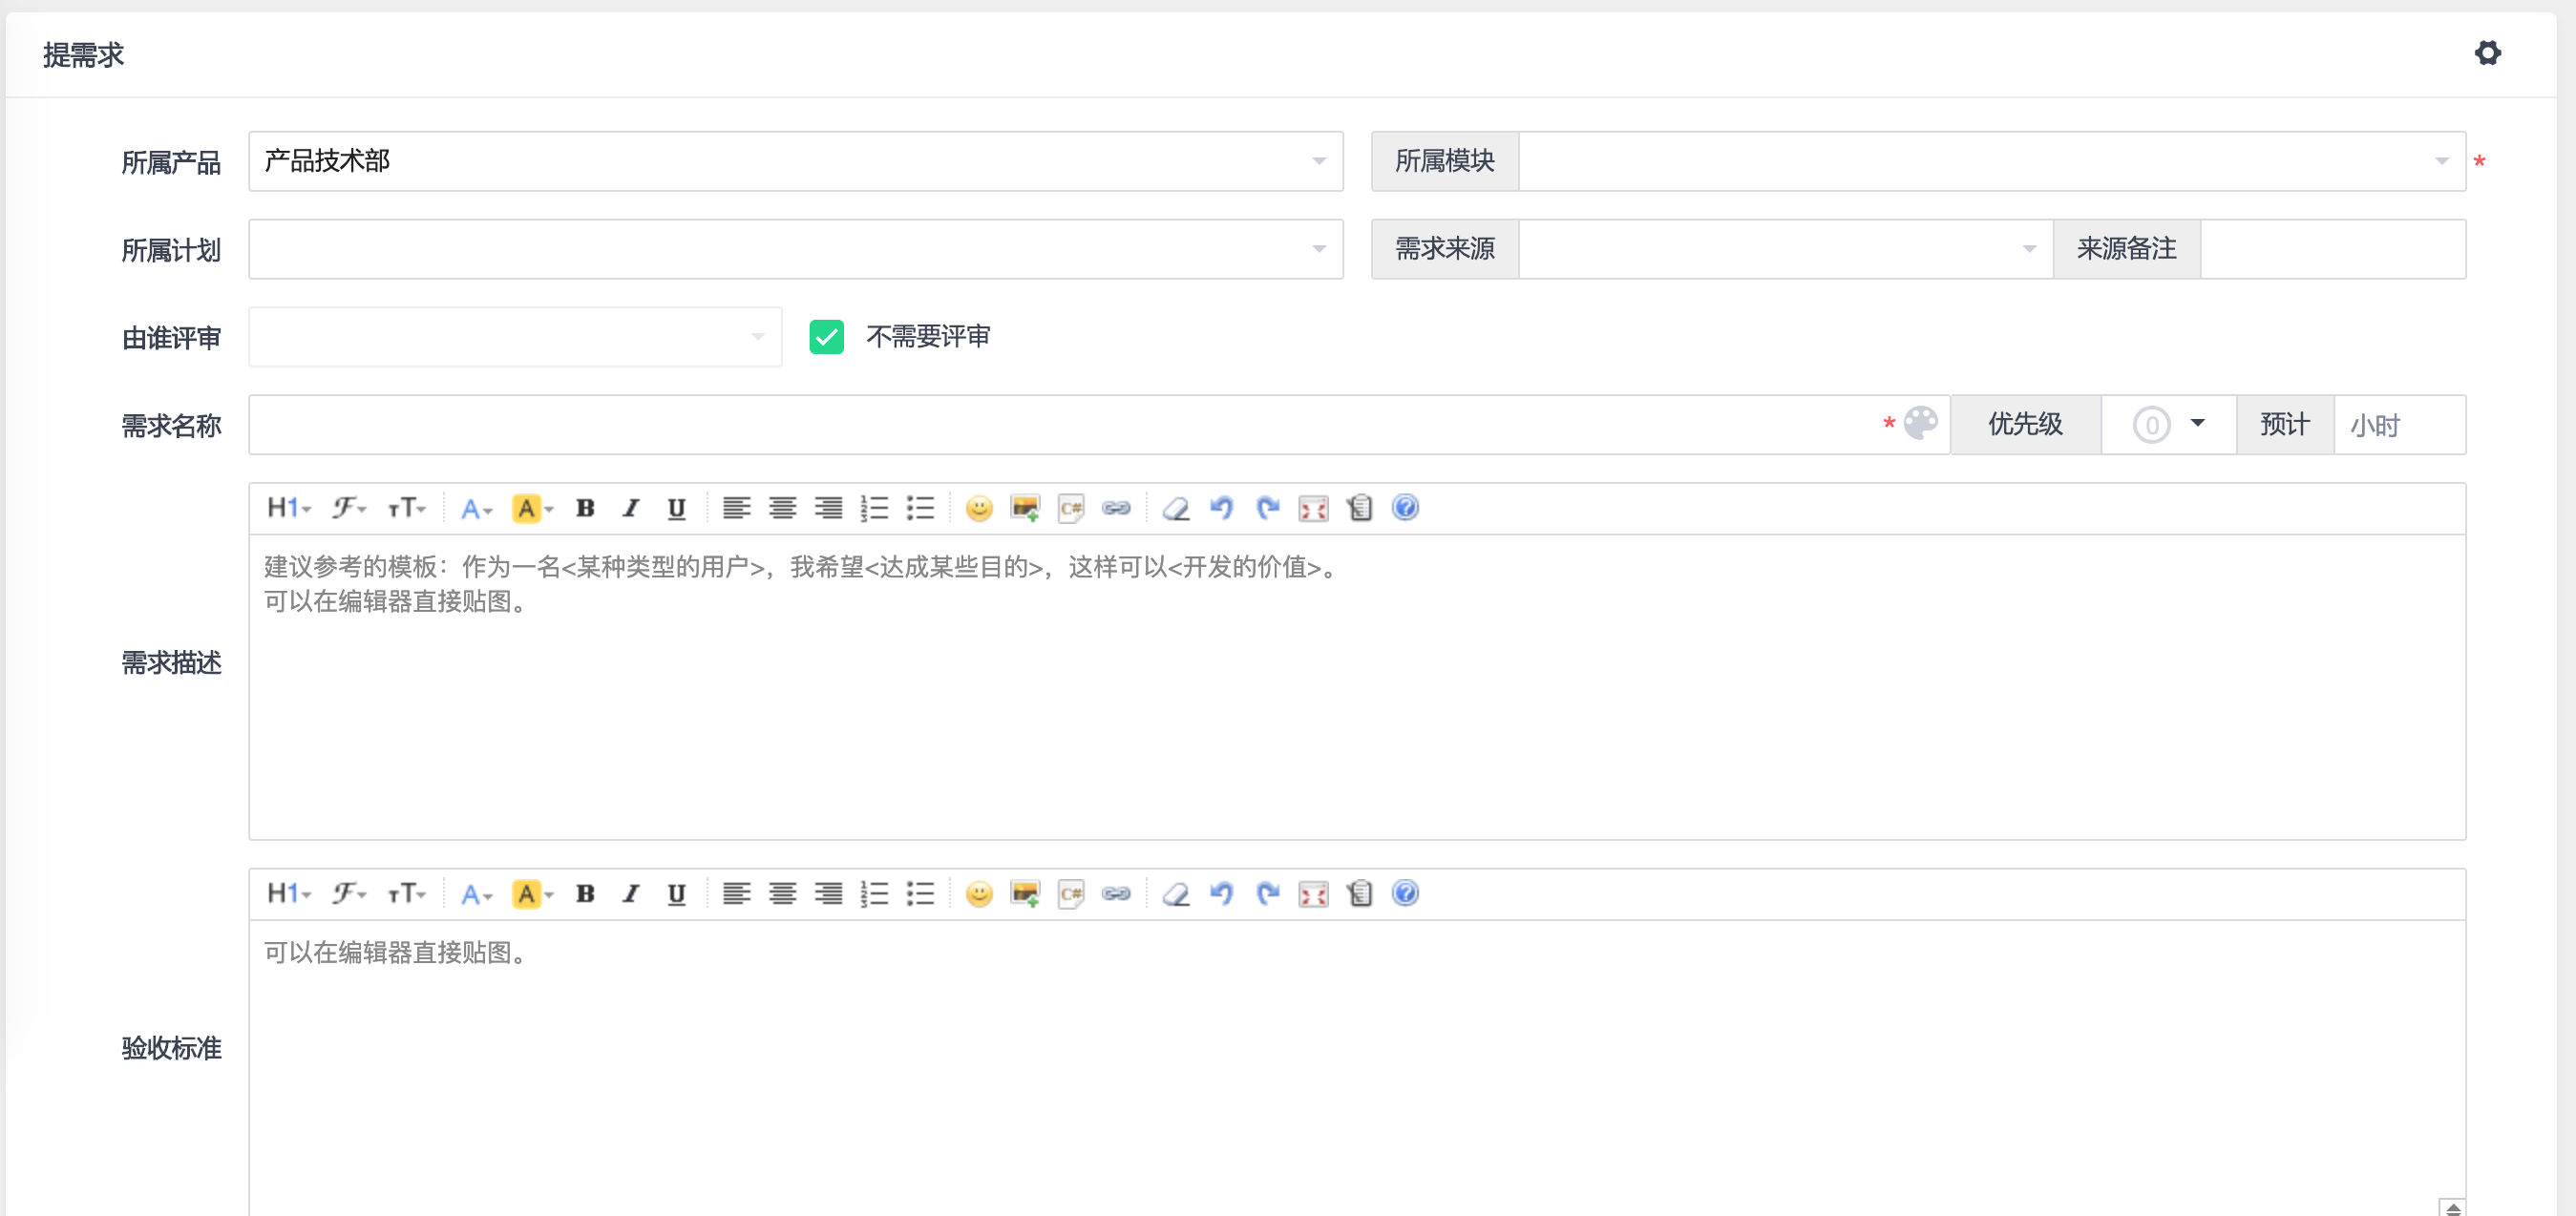 提需求
所属产品 产品技术部 所属模块 *
所属计划 需求来源 来源备注
由谁评审 不需要评审
需求名称 * 优先级 0 预计 小时
H1 F TT A A B I U C#
建议参考的模板：作为一名<某种类型的用户>，我希望<达成某些目的>，这样可以<开发的价值>。
可以在编辑器直接贴图。
需求描述
H1 F TT A A B I U C#
可以在编辑器直接贴图。
验收标准